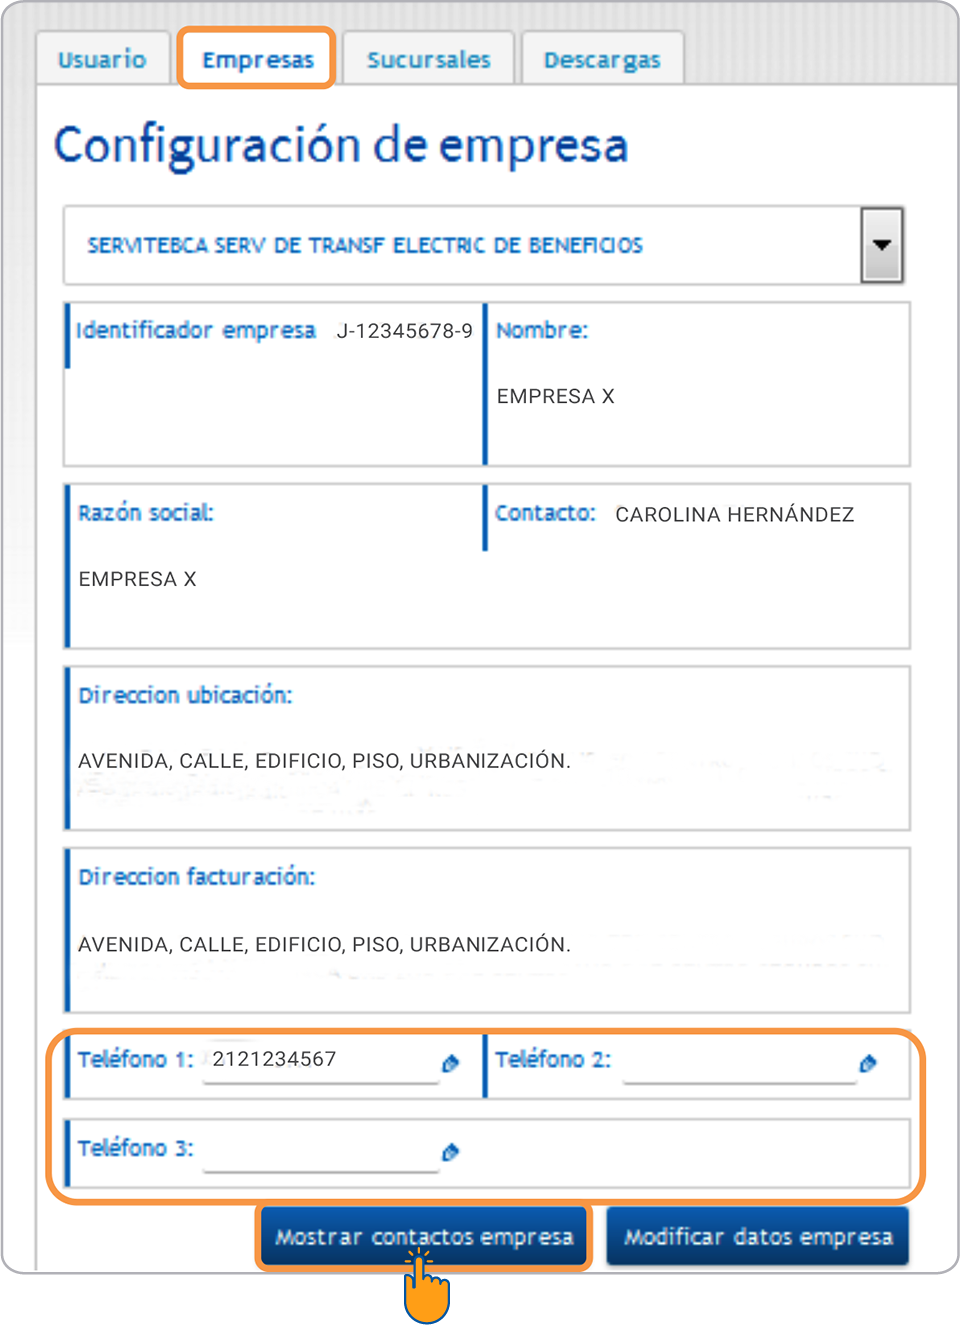 Usuario Empresas Sucursales Descargas
Configuración de empresa
SERVITEBCA SERV DE TRANSF ELECTRIC DE BENEFICIOS
Identificador empresa J-12345678-9 Nombre:
EMPRESA X
Razón social: Contacto: CAROLINA HERNÁNDEZ
EMPRESA X
Direccion ubicación:
AVENIDA, CALLE, EDIFICIO, PISO, URBANIZACIÓN.
Direccion facturación:
AVENIDA, CALLE, EDIFICIO, PISO, URBANIZACIÓN.
Teléfono 1: 2121234567 Teléfono 2:
Teléfono 3:
Mostrar contactos empresa Modificar datos empresa